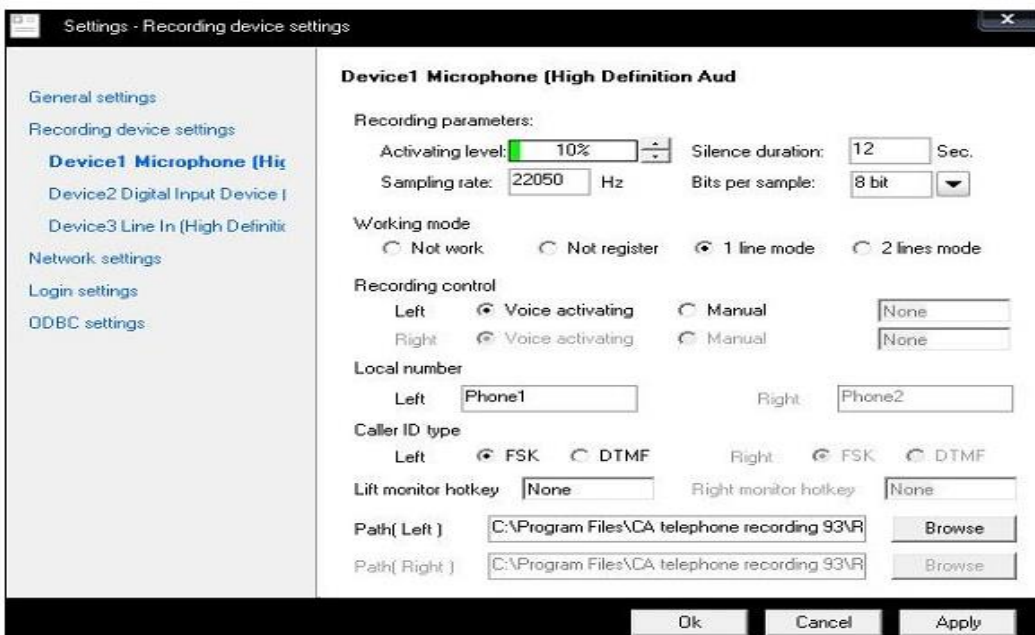 Settings - Recording device settings
General settings
Recording device settings
Device1 Microphone (Hig
Device2 Digital Input Device (
Device3 Line In (High Definitic
Network settings
Login settings
ODBC settings
Device1 Microphone (High Definition Aud
Recording parameters:
Activating level: 10% Silence duration: 12 Sec.
Sampling rate: 22050 Hz Bits per sample: 8 bit
Working mode
Not work Not register 1 line mode 2 lines mode
Recording control
Left Voice activating Manual None
Right Voice activating Manual None
Local number
Left Phone1 Right Phone2
Caller ID type
Left FSK DTMF Right FSK DTMF
Lift monitor hotkey None Right monitor hotkey None
Path( Left ) C:\Program Files\CA telephone recording 93\R Browse
Path( Right ) C:\Program Files\CA telephone recording 93\R Browse
Ok Cancel Apply